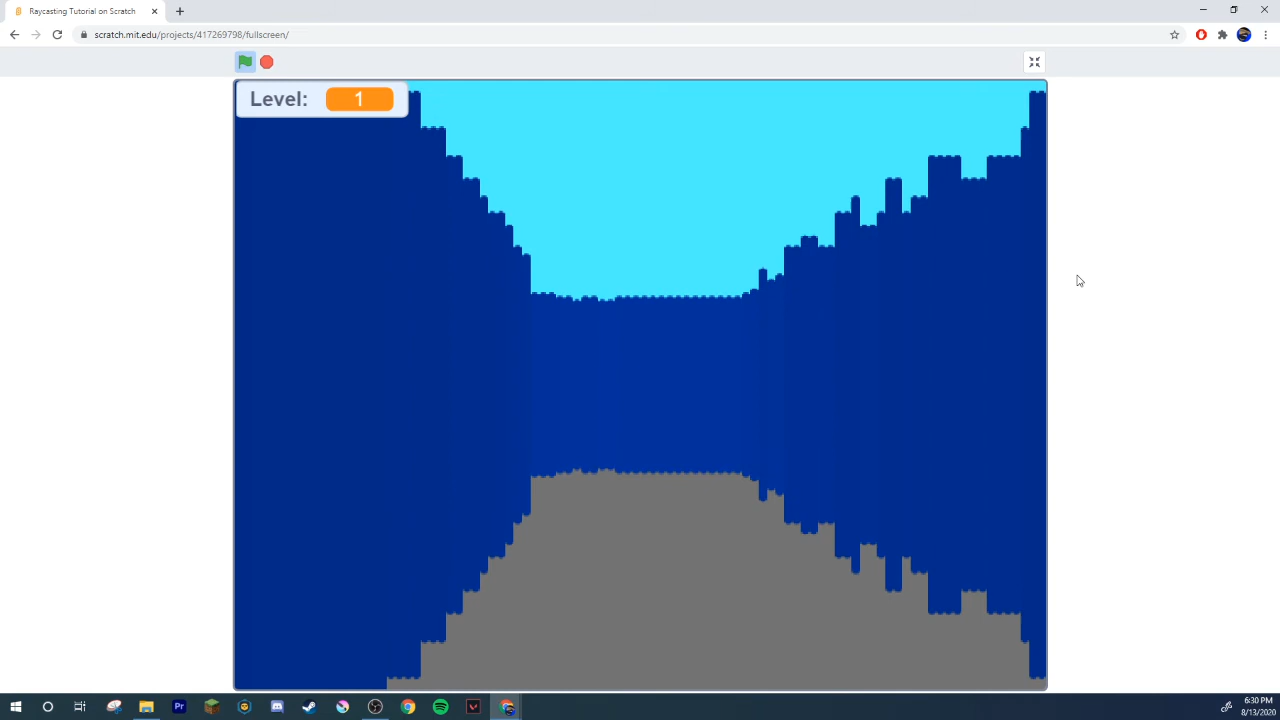 Raycasting Tutorial on Scratch
scratch.mit.edu/projects/417269798/fullscreen/
Level: 1
6:30 PM
8/13/2020